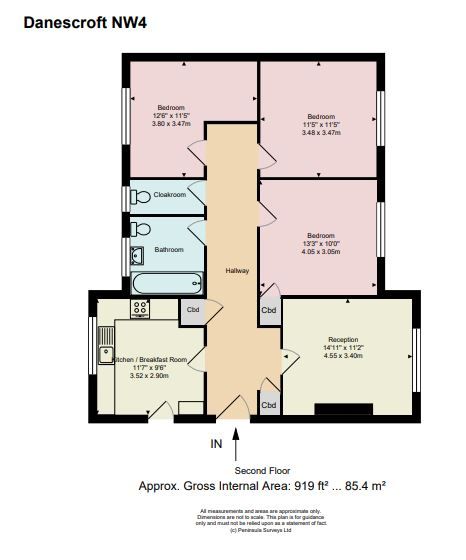 Danescroft NW4
Bedroom
12'6" x 11'5"
3.80 x 3.47m
Bedroom
11'5" x 11'5"
3.48 x 3.47m
Cloakroom
Bathroom
Hallway
Bedroom
13'3" x 10'0"
4.05 x 3.05m
Cbd
Cbd
Kitchen / Breakfast Room
11'7" x 9'6"
3.52 x 2.90m
Reception
14'11" x 11'2"
4.55 x 3.40m
Cbd
IN
Second Floor
Approx. Gross Internal Area: 919 ft² ... 85.4 m²
All measurements and areas are approximate only.
Dimensions are not to scale. This plan is for guidance
only and must not be relied upon as a statement of fact.
(c) Peninsula Surveys Ltd